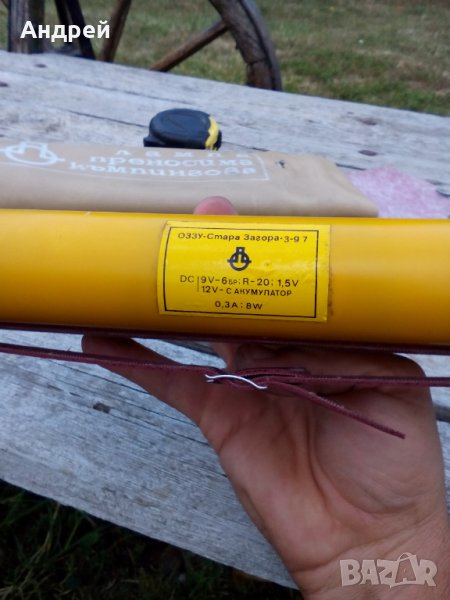 Андрей
лампа
преносима
къмпингова
ОЗЗУ-Стара Загора·З-9 7
DC 9V-6БР; R-20; 1,5V
12V- С АКУМУЛАТОР
0,3A; 8W
BAZAR